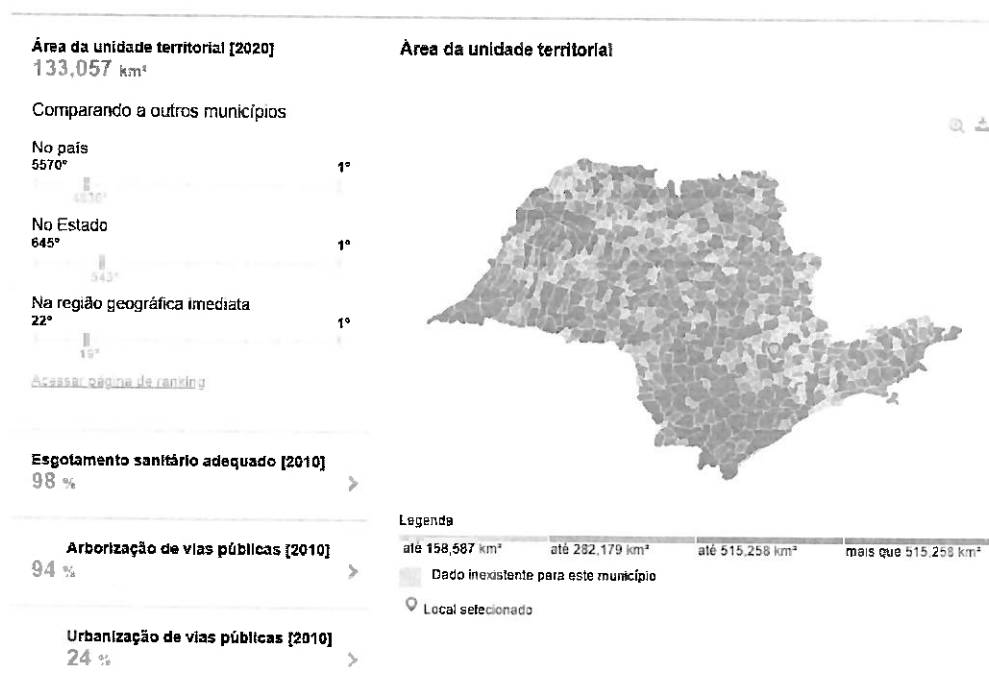 Área da unidade territorial [2020]
133,057 km²
Comparando a outros municípios
No país
5570° 1°
4836°
No Estado
645° 1°
543°
Na região geográfica imediata
22° 1°
19°
Acessar página de ranking
Esgotamento sanitário adequado [2010]
98 %
Arborização de vias públicas [2010]
94 %
Urbanização de vias públicas [2010]
24 %
Área da unidade territorial
Legenda
até 158,587 km² até 282,179 km² até 515,258 km² mais que 515,258 km²
Dado inexistente para este município
Local selecionado